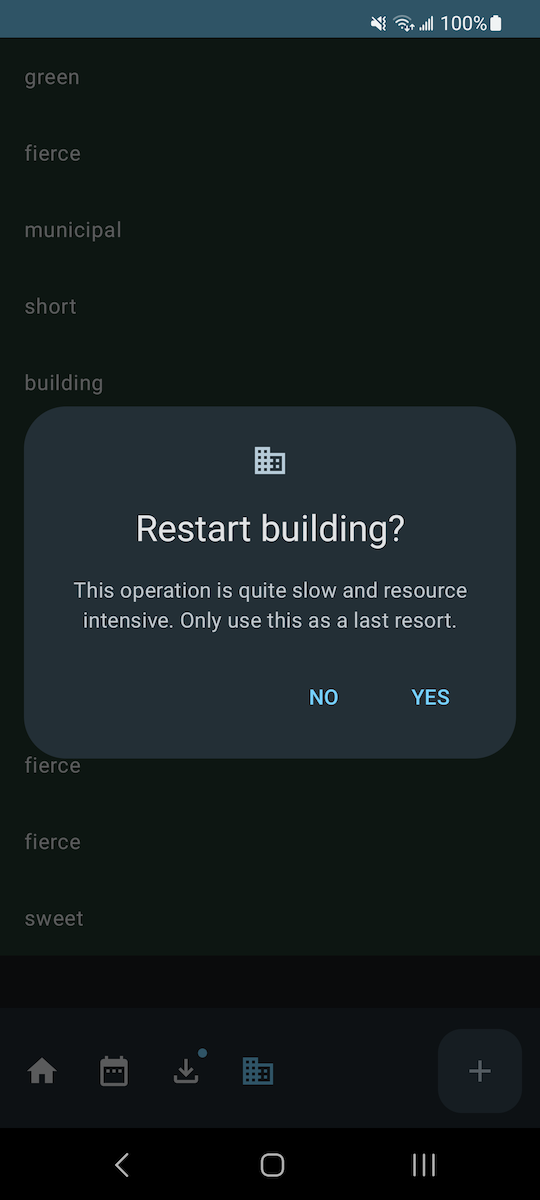 100%
green
fierce
municipal
short
building
Restart building?
This operation is quite slow and resource
intensive. Only use this as a last resort.
NO YES
fierce
fierce
sweet